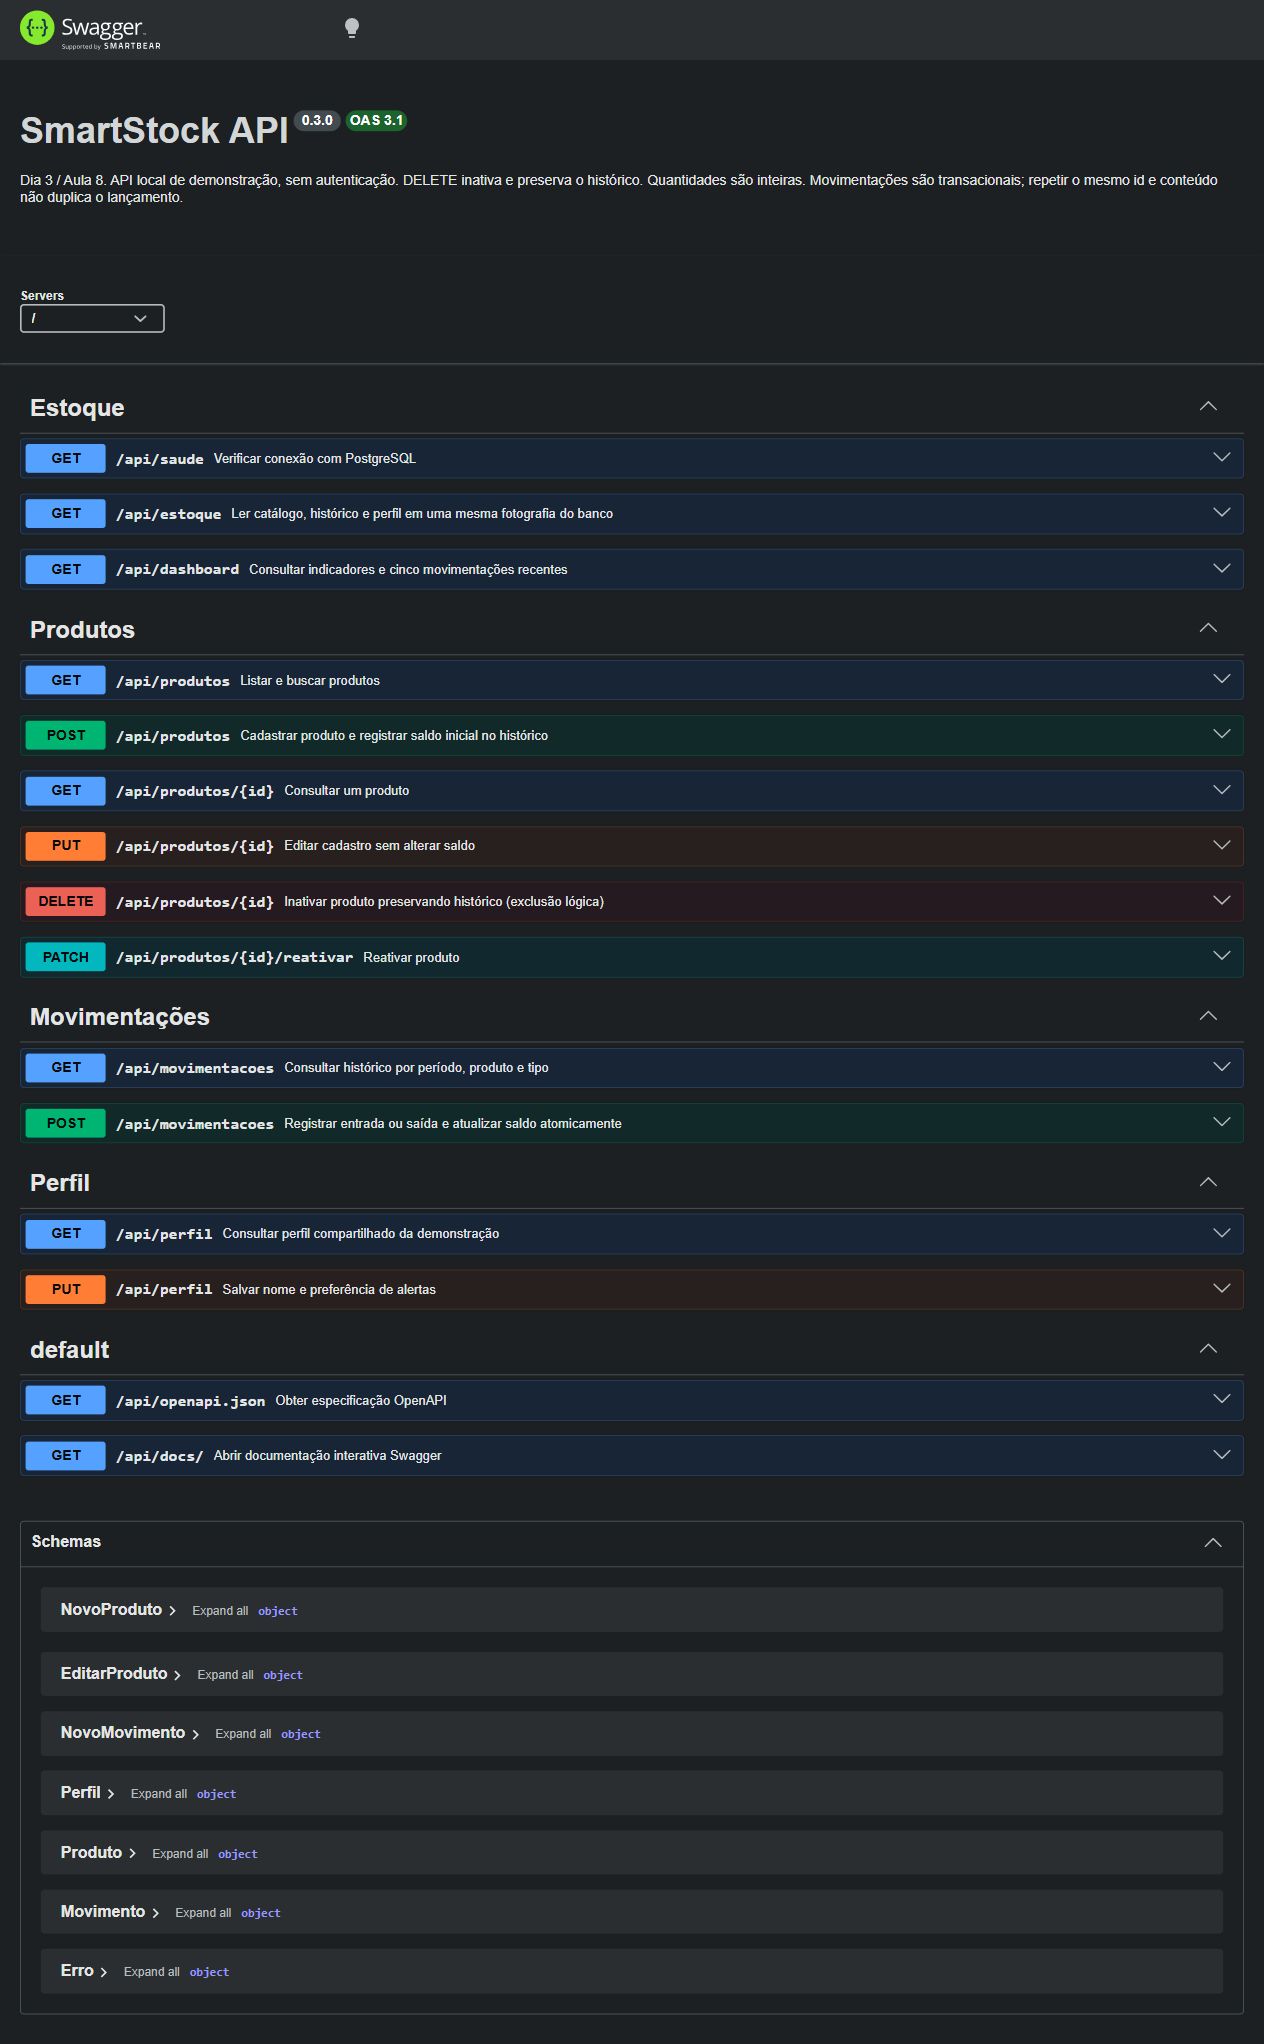 Swagger
Supported by SMARTBEAR
SmartStock API 0.3.0 OAS 3.1
Dia 3 / Aula 8. API local de demonstração, sem autenticação. DELETE inativa e preserva o histórico. Quantidades são inteiras. Movimentações são transacionais; repetir o mesmo id e conteúdo
não duplica o lançamento.
Servers
/
Estoque
GET /api/saude Verificar conexão com PostgreSQL
GET /api/estoque Ler catálogo, histórico e perfil em uma mesma fotografia do banco
GET /api/dashboard Consultar indicadores e cinco movimentações recentes
Produtos
GET /api/produtos Listar e buscar produtos
POST /api/produtos Cadastrar produto e registrar saldo inicial no histórico
GET /api/produtos/{id} Consultar um produto
PUT /api/produtos/{id} Editar cadastro sem alterar saldo
DELETE /api/produtos/{id} Inativar produto preservando histórico (exclusão lógica)
PATCH /api/produtos/{id}/reativar Reativar produto
Movimentações
GET /api/movimentacoes Consultar histórico por período, produto e tipo
POST /api/movimentacoes Registrar entrada ou saída e atualizar saldo atomicamente
Perfil
GET /api/perfil Consultar perfil compartilhado da demonstração
PUT /api/perfil Salvar nome e preferência de alertas
default
GET /api/openapi.json Obter especificação OpenAPI
GET /api/docs/ Abrir documentação interativa Swagger
Schemas
NovoProduto Expand all object
EditarProduto Expand all object
NovoMovimento Expand all object
Perfil Expand all object
Produto Expand all object
Movimento Expand all object
Erro Expand all object